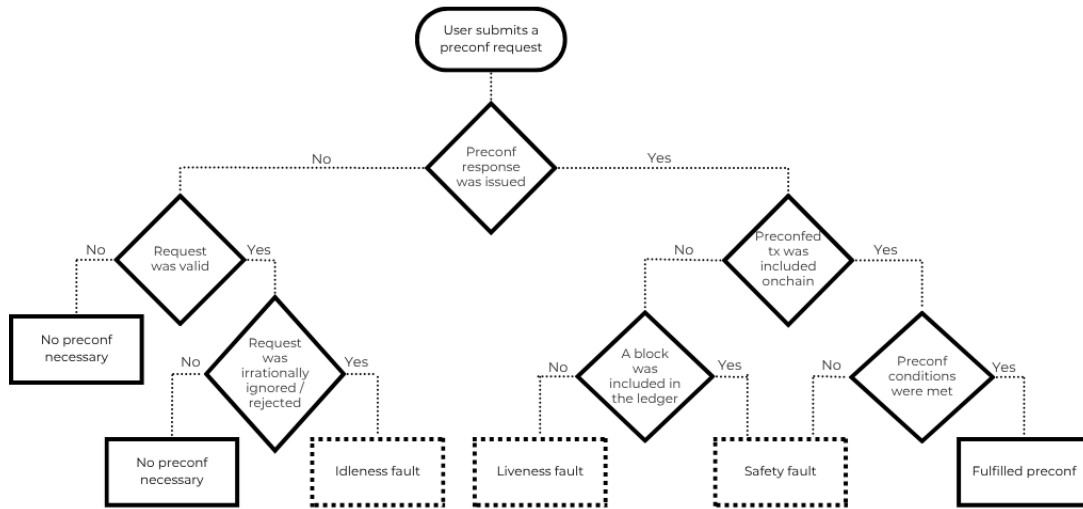 User submits a
preconf request
Preconf
response
was issued
No
Yes
Request
was valid
No
Yes
Preconfed
tx was
included
onchain
No
Yes
No preconf
necessary
Request
was
irrationally
ignored /
rejected
No
Yes
A block
was
included in
the ledger
No
Yes
Preconf
conditions
were met
No
Yes
No preconf
necessary
Idleness fault
Liveness fault
Safety fault
Fulfilled preconf